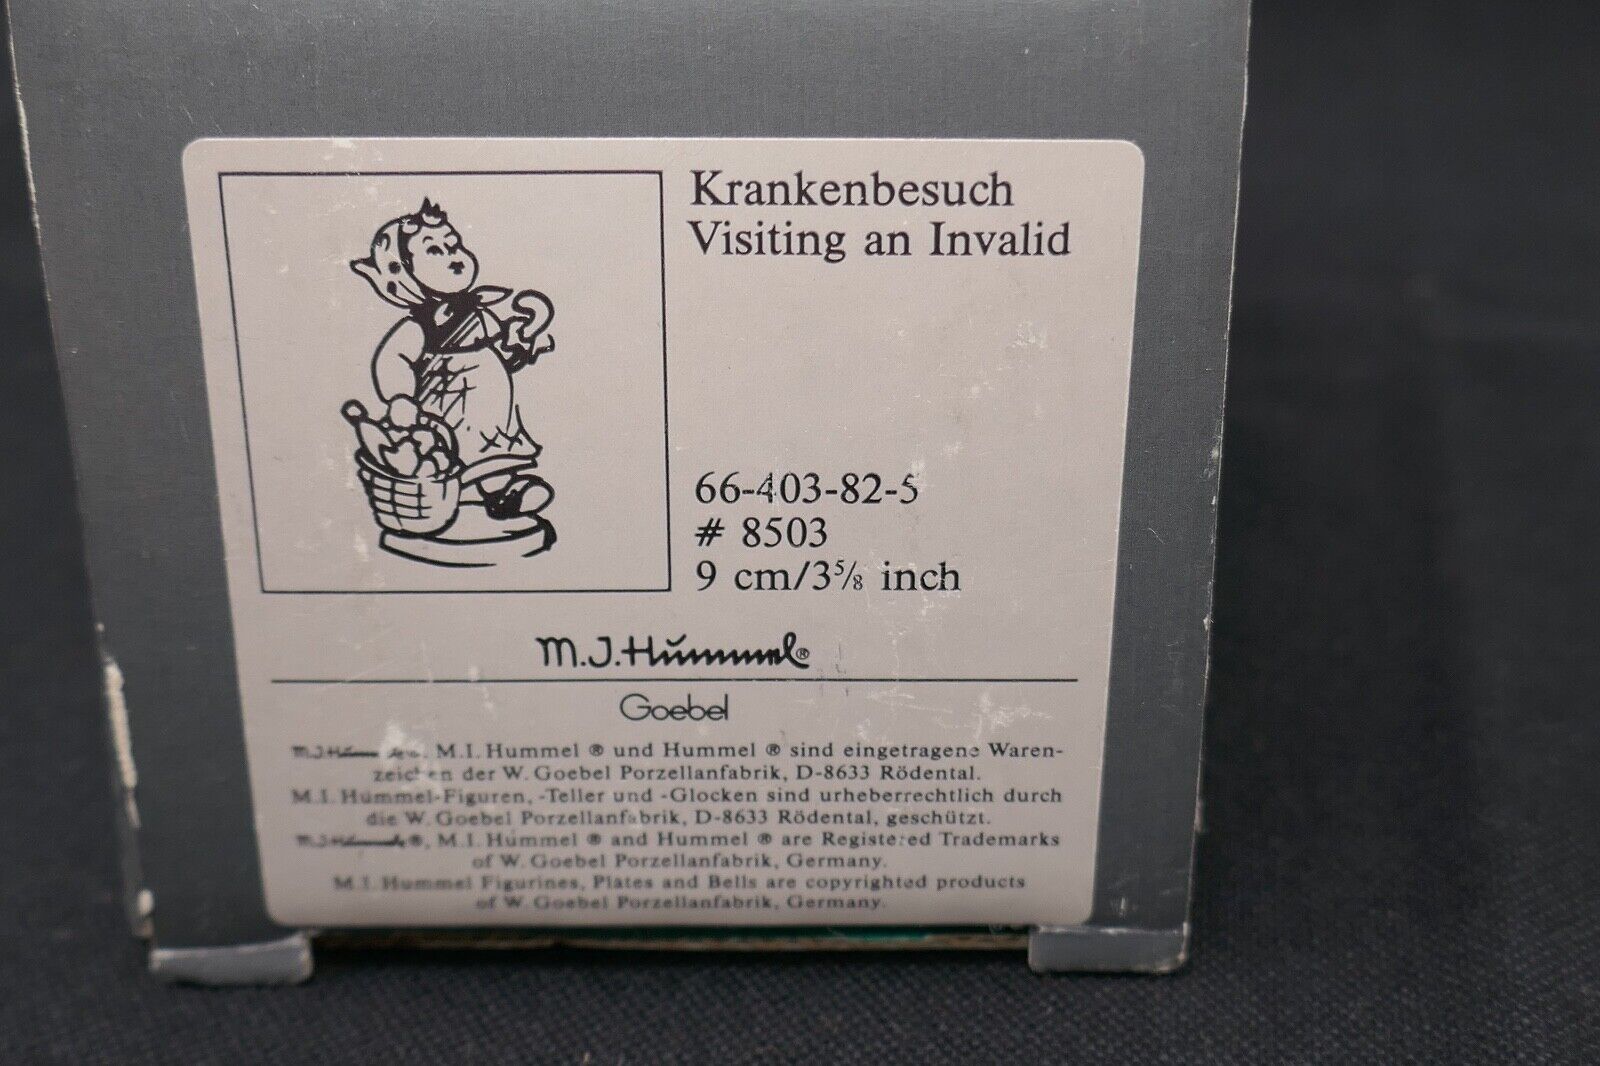 Krankenbesuch
Visiting an Invalid
66-403-82-5
# 8503
9 cm/3⅝ inch
M.J.Hummel®
Goebel
M.J.Hummel M.I. Hummel ® und Hummel ® sind eingetragene Waren-
zeichen der W. Goebel Porzellanfabrik, D-8633 Rödental.
M.I. Hummel-Figuren, -Teller und -Glocken sind urheberrechtlich durch
die W. Goebel Porzellanfabrik, D-8633 Rödental, geschützt.
M.J.Hummel®, M.I. Hummel ® and Hummel ® are Registered Trademarks
of W. Goebel Porzellanfabrik, Germany.
M.I. Hummel Figurines, Plates and Bells are copyrighted products
of W. Goebel Porzellanfabrik, Germany.